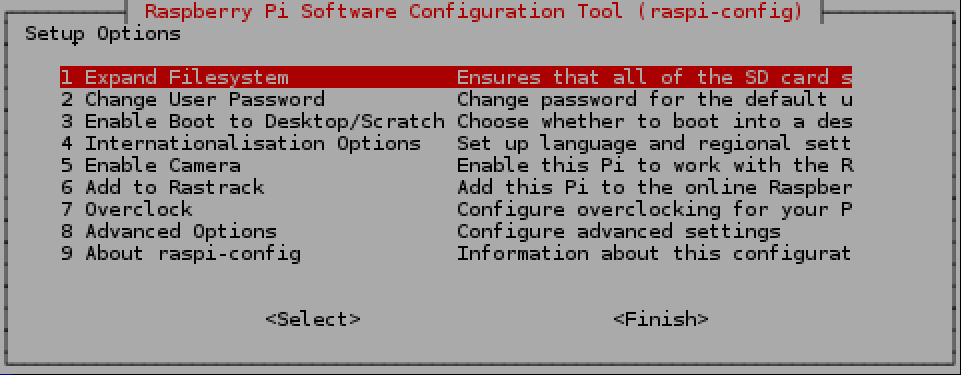 Raspberry Pi Software Configuration Tool (raspi-config)
Setup Options
1 Expand Filesystem Ensures that all of the SD card s
2 Change User Password Change password for the default u
3 Enable Boot to Desktop/Scratch Choose whether to boot into a des
4 Internationalisation Options Set up language and regional sett
5 Enable Camera Enable this Pi to work with the R
6 Add to Rastrack Add this Pi to the online Raspber
7 Overclock Configure overclocking for your P
8 Advanced Options Configure advanced settings
9 About raspi-config Information about this configurat
<Select> <Finish>